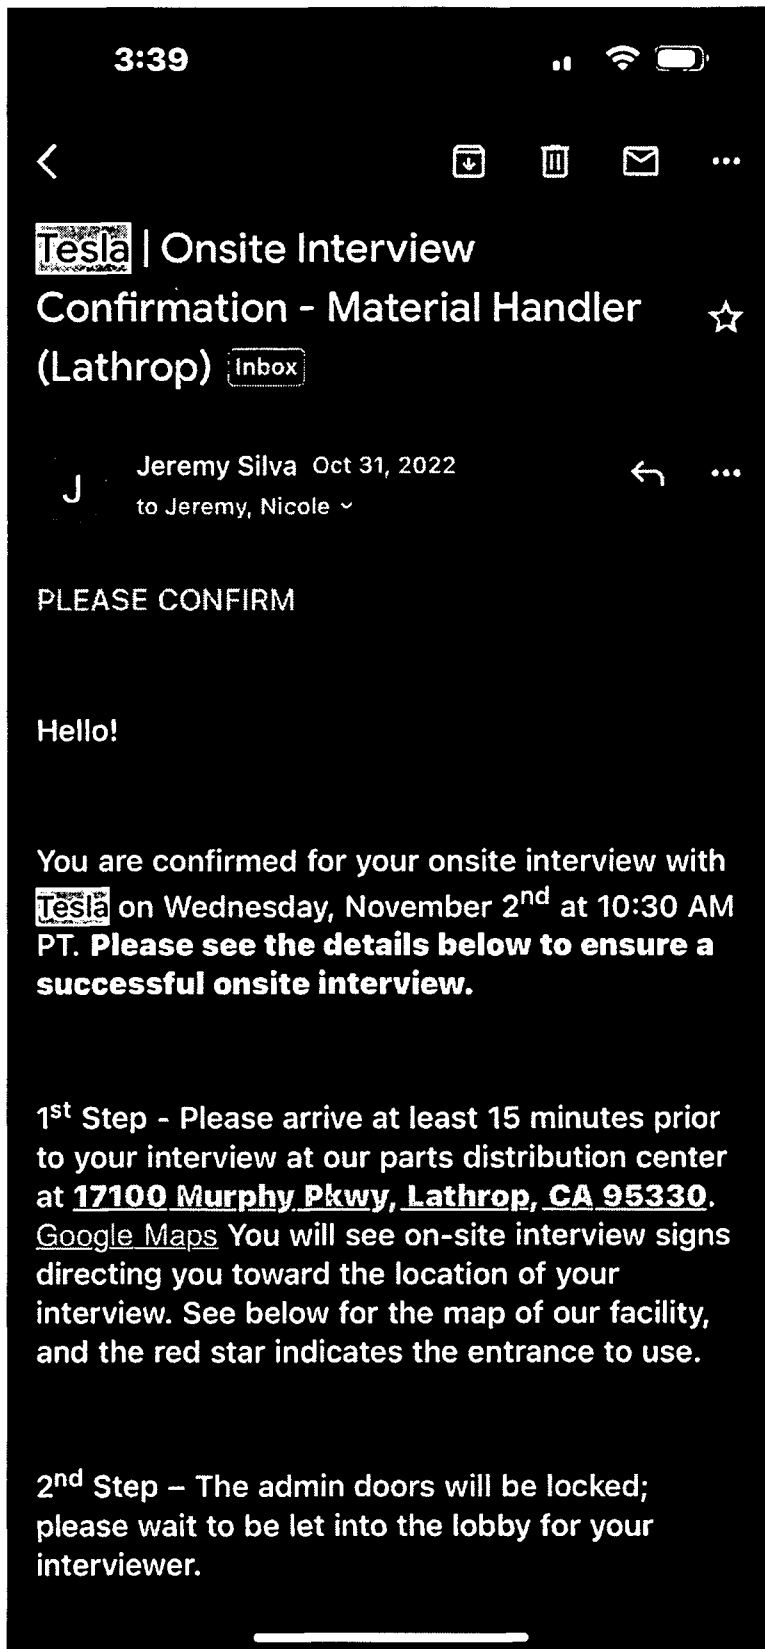 3:39
Tesla | Onsite Interview
Confirmation - Material Handler
(Lathrop) Inbox
J
Jeremy Silva Oct 31, 2022
to Jeremy, Nicole
PLEASE CONFIRM
Hello!
You are confirmed for your onsite interview with
Tesla on Wednesday, November 2nd at 10:30 AM
PT. Please see the details below to ensure a
successful onsite interview.
1st Step - Please arrive at least 15 minutes prior
to your interview at our parts distribution center
at 17100 Murphy Pkwy, Lathrop, CA 95330.
Google Maps You will see on-site interview signs
directing you toward the location of your
interview. See below for the map of our facility,
and the red star indicates the entrance to use.
2nd Step – The admin doors will be locked;
please wait to be let into the lobby for your
interviewer.